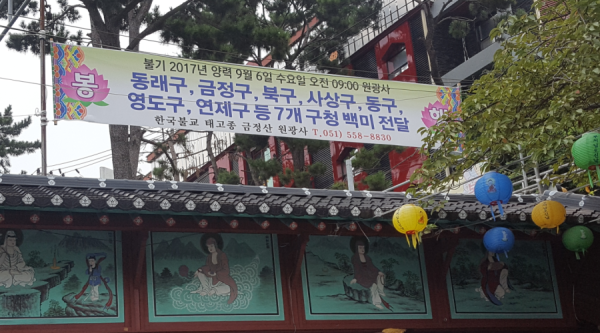 봉
불기 2017년 양력 9월 6일 수요일 오전 09:00 원광사
동래구, 금정구, 북구, 사상구, 동구,
영도구, 연제구 등 7개 구청 백미 전달
한국불교 태고종 금정산 원광사 T.051) 558-8830